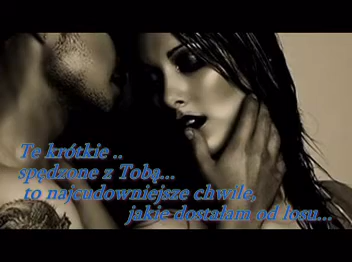 Te krótkie ..
spędzone z Tobą...
to najcudowniejsze chwile,
jakie dostałam od losu...